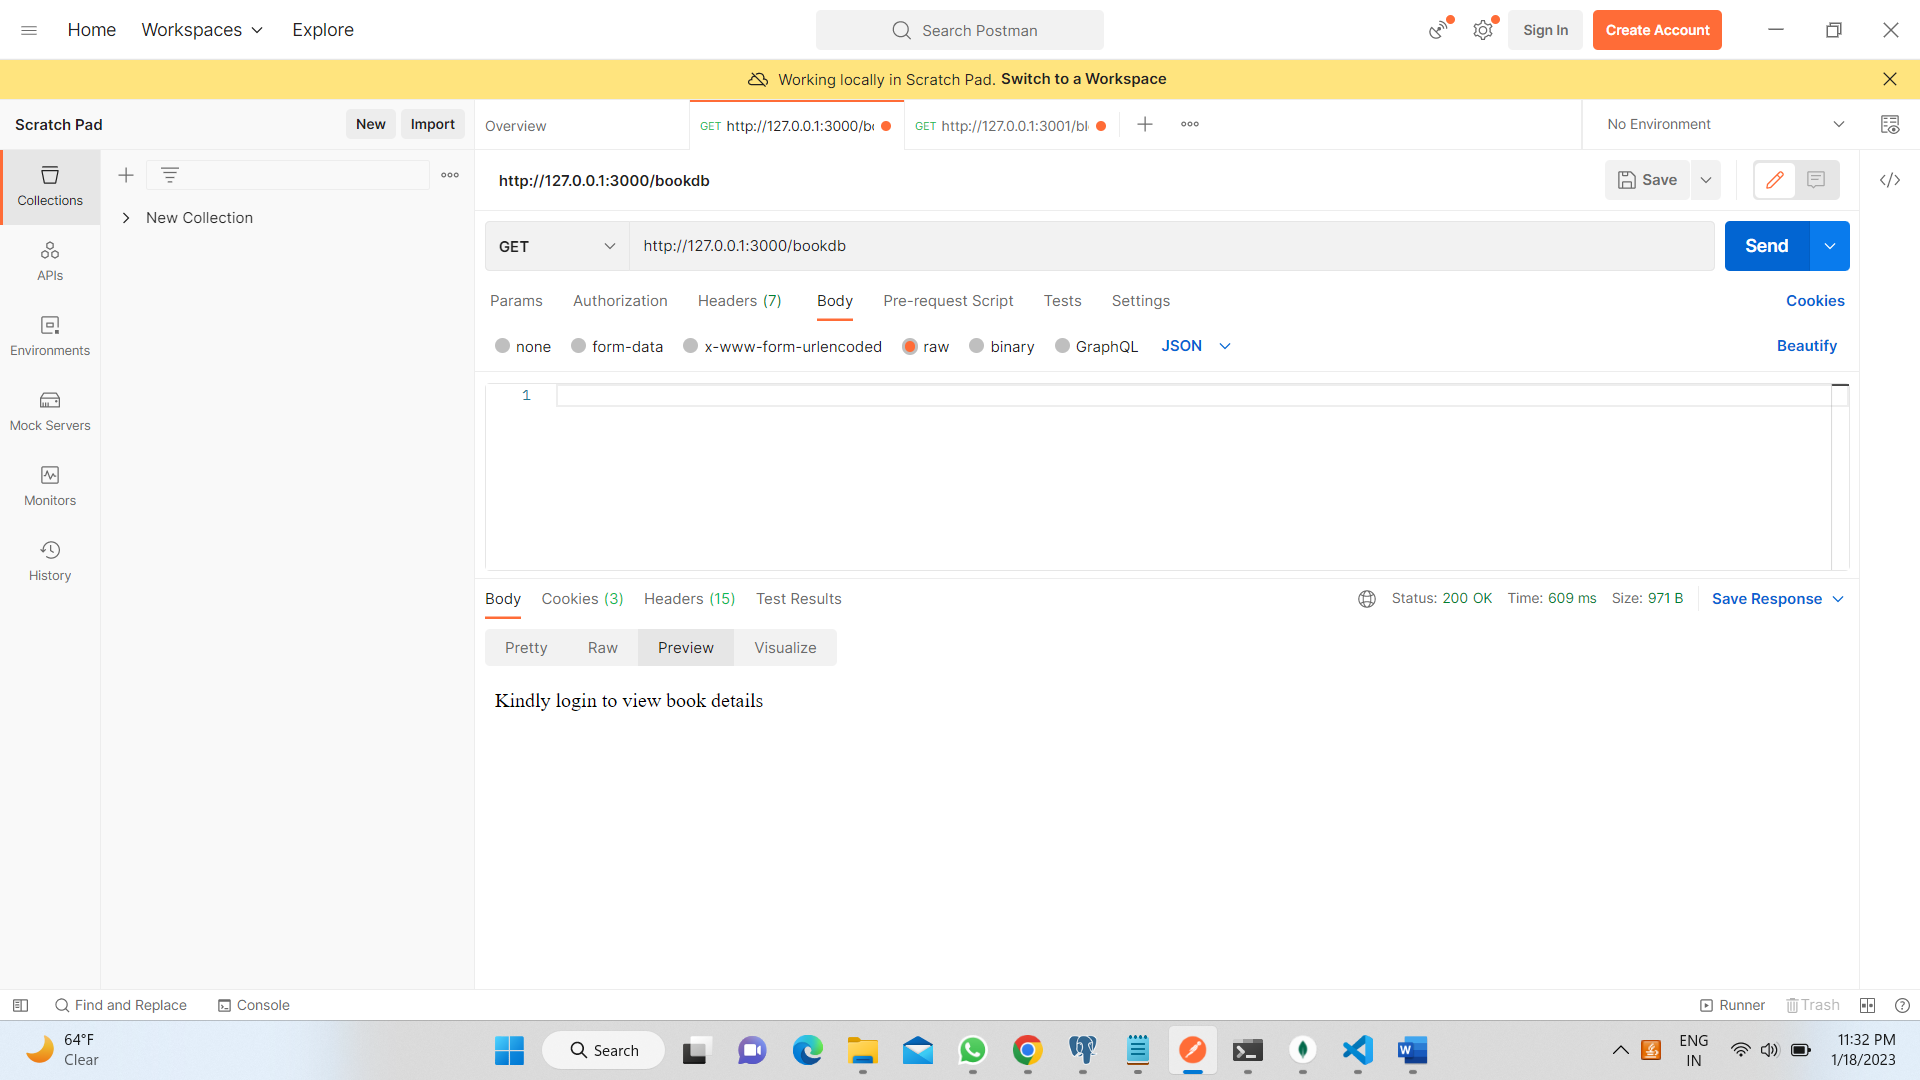 Home Workspaces Explore Search Postman Sign In Create Account
Working locally in Scratch Pad. Switch to a Workspace
Scratch Pad New Import Overview GET http://127.0.0.1:3000/bo GET http://127.0.0.1:3001/bl No Environment
Collections
APIs
Environments
Mock Servers
Monitors
History
New Collection
http://127.0.0.1:3000/bookdb Save
GET http://127.0.0.1:3000/bookdb Send
Params Authorization Headers (7) Body Pre-request Script Tests Settings Cookies
none form-data x-www-form-urlencoded raw binary GraphQL JSON Beautify
1
Body Cookies (3) Headers (15) Test Results Status: 200 OK Time: 609 ms Size: 971 B Save Response
Pretty Raw Preview Visualize
Kindly login to view book details
Find and Replace Console Runner Trash
64°F
Clear
Search
ENG
IN
11:32 PM
1/18/2023